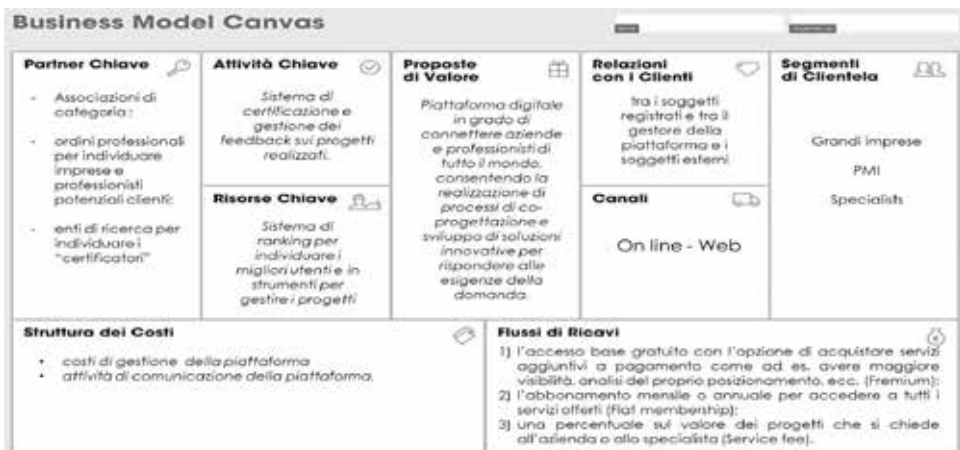 Business Model Canvas
Partner Chiave
- Associazioni di
categoria:
- ordini professionali
per individuare
imprese e
professionisti
potenziali clienti:
- enti di ricerca per
individuare i
"certificatori"
Attività Chiave
Sistema di
certificazione e
gestione dei
feedback sui progetti
realizzati.
Risorse Chiave
Sistema di
ranking per
individuare i
migliori utenti e in
strumenti per
gestire i progetti
Proposte
di Valore
Piattaforma digitale
in grado di
connettere aziende
e professionisti di
tutto il mondo,
consentendo la
realizzazione di
processi di co-
progettazione e
sviluppo di soluzioni
innovative per
rispondere alle
esigenze della
domanda.
Relazioni
con i Clienti
tra i soggetti
registrati e tra il
gestore della
piattaforma e i
soggetti esterni
Canali
On line - Web
Segmenti
di Clientela
Grandi imprese
PMI
Specialists
Struttura dei Costi
• costi di gestione della piattaforma
• attività di comunicazione della piattaforma.
Flussi di Ricavi
1) l'accesso base gratuito con l'opzione di acquistare servizi
aggiuntivi a pagamento come ad es. avere maggiore
visibilità, analisi del proprio posizionamento, ecc. (Fremium);
2) l'abbonamento mensile o annuale per accedere a tutti i
servizi offerti (Flat membership);
3) una percentuale sul valore dei progetti che si chiede
all'azienda o allo specialista (Service fee).